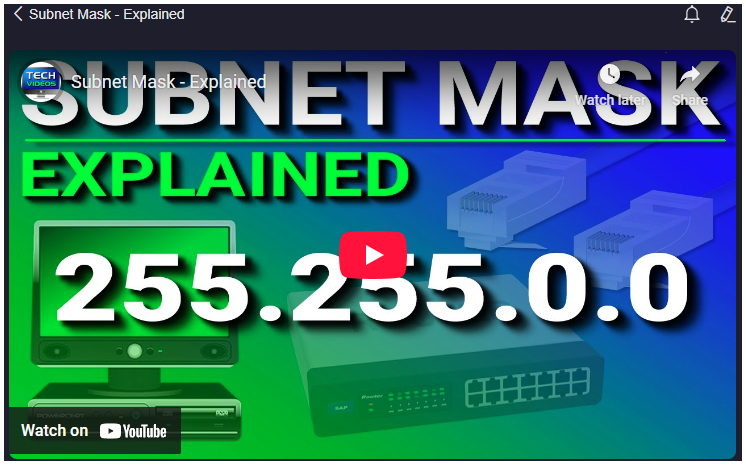 Subnet Mask - Explained
TECH
VIDEOS
Subnet Mask - Explained
Watch later
Share
SUBNET MASK
EXPLAINED
255.255.0.0
Watch on YouTube